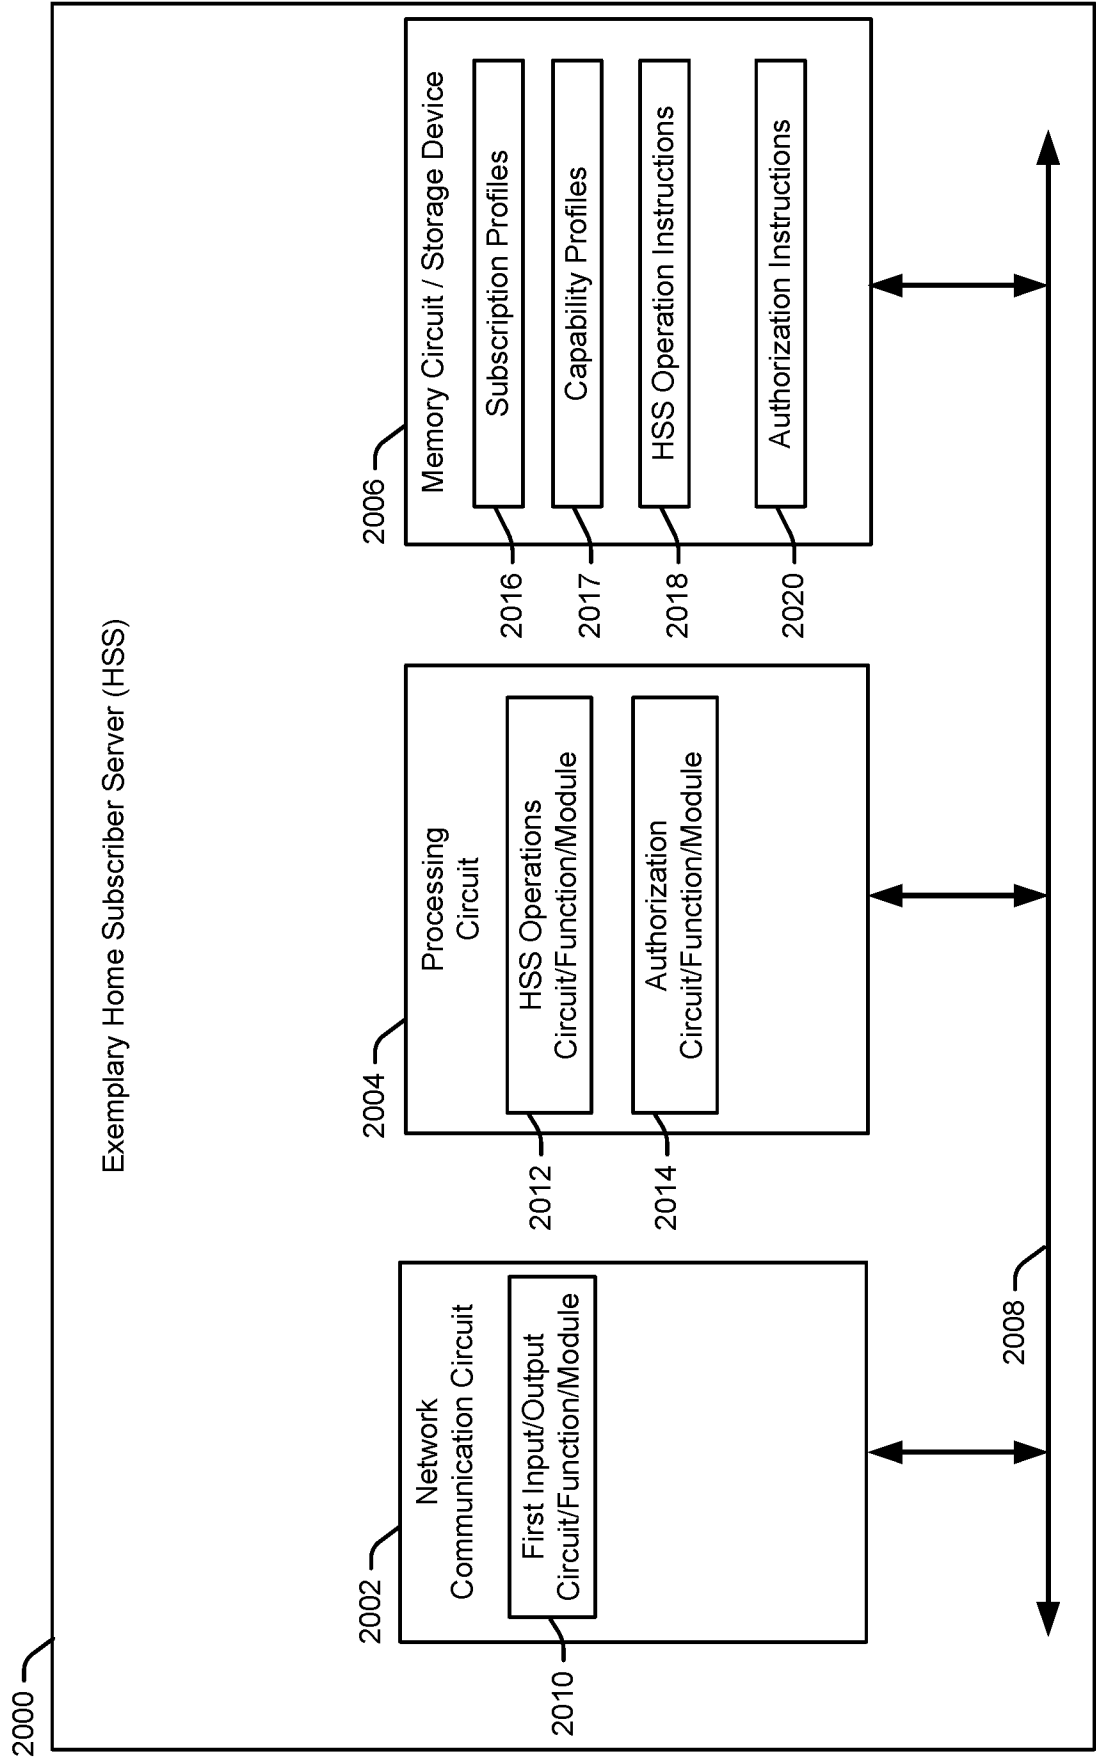 2000
Exemplary Home Subscriber Server (HSS)
2002
Network
Communication Circuit
First Input/Output
Circuit/Function/Module
2010
2004
Processing
Circuit
HSS Operations
Circuit/Function/Module
2012
Authorization
Circuit/Function/Module
2014
2006
Memory Circuit / Storage Device
Subscription Profiles
2016
Capability Profiles
2017
HSS Operation Instructions
2018
Authorization Instructions
2020
2008